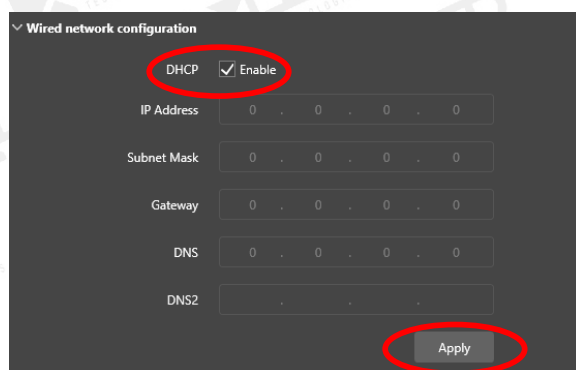 Wired network configuration
DHCP Enable
IP Address 0 . 0 . 0 . 0
Subnet Mask 0 . 0 . 0 . 0
Gateway 0 . 0 . 0 . 0
DNS 0 . 0 . 0 . 0
DNS2 . . .
Apply